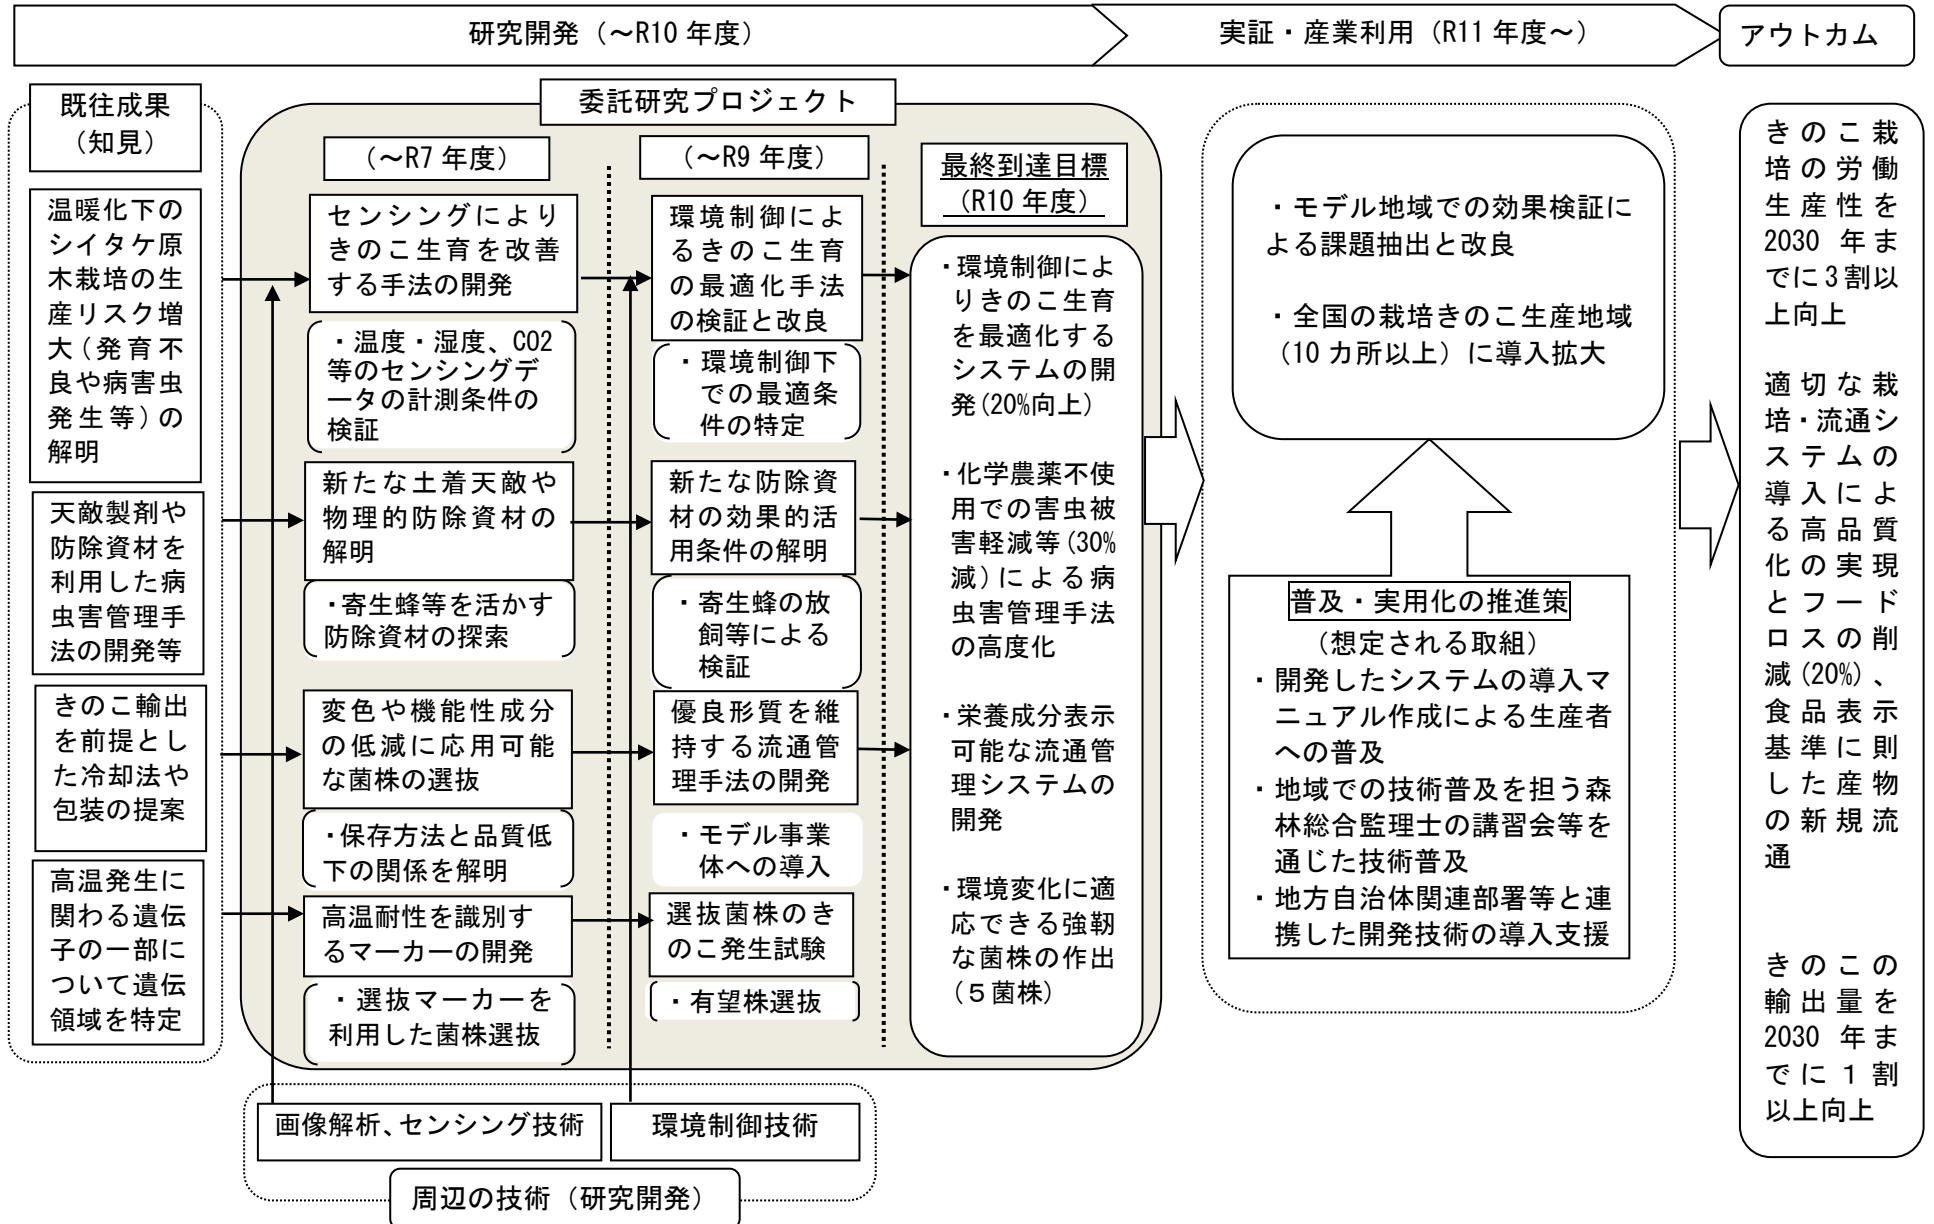 研究開発（～R10 年度）
実証・産業利用（R11 年度～）
アウトカム
既往成果
（知見）
温暖化下の
シイタケ原
木栽培の生
産リスク増
大（発育不
良や病害虫
発生等）の
解明
天敵製剤や
防除資材を
利用した病
虫害管理手
法の開発等
きのこ輸出
を前提とし
た冷却法や
包装の提案
高温発生に
関わる遺伝
子の一部に
ついて遺伝
領域を特定
委託研究プロジェクト
（～R7 年度）
センシングにより
きのこ生育を改善
する手法の開発
・温度・湿度、CO2
等のセンシングデ
ータの計測条件の
検証
新たな土着天敵や
物理的防除資材の
解明
・寄生蜂等を活かす
防除資材の探索
変色や機能性成分
の低減に応用可能
な菌株の選抜
・保存方法と品質低
下の関係を解明
高温耐性を識別す
るマーカーの開発
・選抜マーカーを
利用した菌株選抜
（～R9 年度）
環境制御によ
るきのこ生育
の最適化手法
の検証と改良
・環境制御下
での最適条
件の特定
新たな防除資
材の効果的活
用条件の解明
・寄生蜂の放
飼等による
検証
優良形質を維
持する流通管
理手法の開発
・モデル事業
体への導入
選抜菌株のき
のこ発生試験
・有望株選抜
最終到達目標
（R10 年度）
・環境制御によ
りきのこ生育
を最適化する
システムの開
発（20%向上）
・化学農薬不使
用での害虫被
害軽減等（30%
減）による病
虫害管理手法
の高度化
・栄養成分表示
可能な流通管
理システムの
開発
・環境変化に適
応できる強靭
な菌株の作出
（５菌株）
画像解析、センシング技術
環境制御技術
周辺の技術（研究開発）
・モデル地域での効果検証に
よる課題抽出と改良
・全国の栽培きのこ生産地域
（10 カ所以上）に導入拡大
普及・実用化の推進策
（想定される取組）
・開発したシステムの導入マ
ニュアル作成による生産者
への普及
・地域での技術普及を担う森
林総合監理士の講習会等を
通じた技術普及
・地方自治体関連部署等と連
携した開発技術の導入支援
きのこ栽
培の労働
生産性を
2030 年ま
でに３割以
上向上
適切な栽
培・流通シ
ステムの
導入によ
る高品質
化の実現
とフード
ロスの削
減（20%）、
食品表示
基準に則
した産物
の新規流
通
きのこの
輸出量を
2030 年ま
でに１割
以上向上